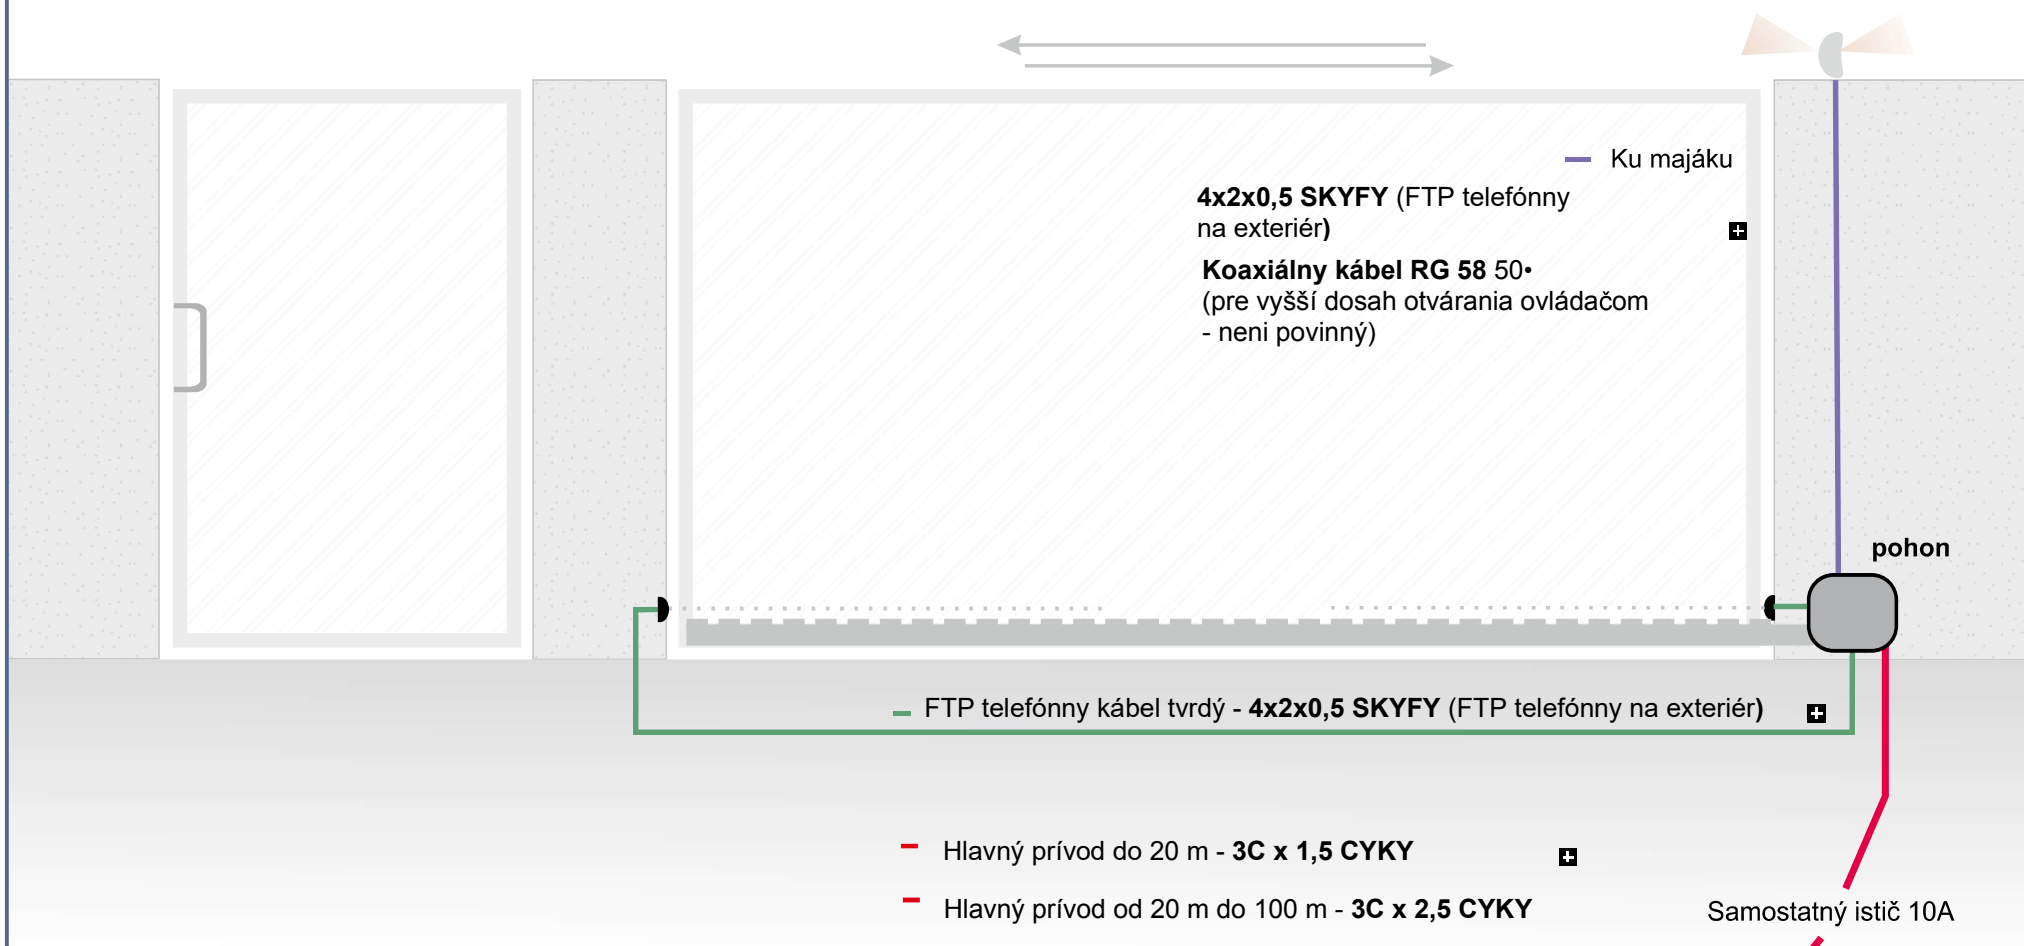 Ku majáku
4x2x0,5 SKYFY (FTP telefónny
na exteriér)
Koaxiálny kábel RG 58 50•
(pre vyšší dosah otvárania ovládačom
- neni povinný)
pohon
FTP telefónny kábel tvrdý - 4x2x0,5 SKYFY (FTP telefónny na exteriér)
Hlavný prívod do 20 m - 3C x 1,5 CYKY
Hlavný prívod od 20 m do 100 m - 3C x 2,5 CYKY
Samostatný istič 10A